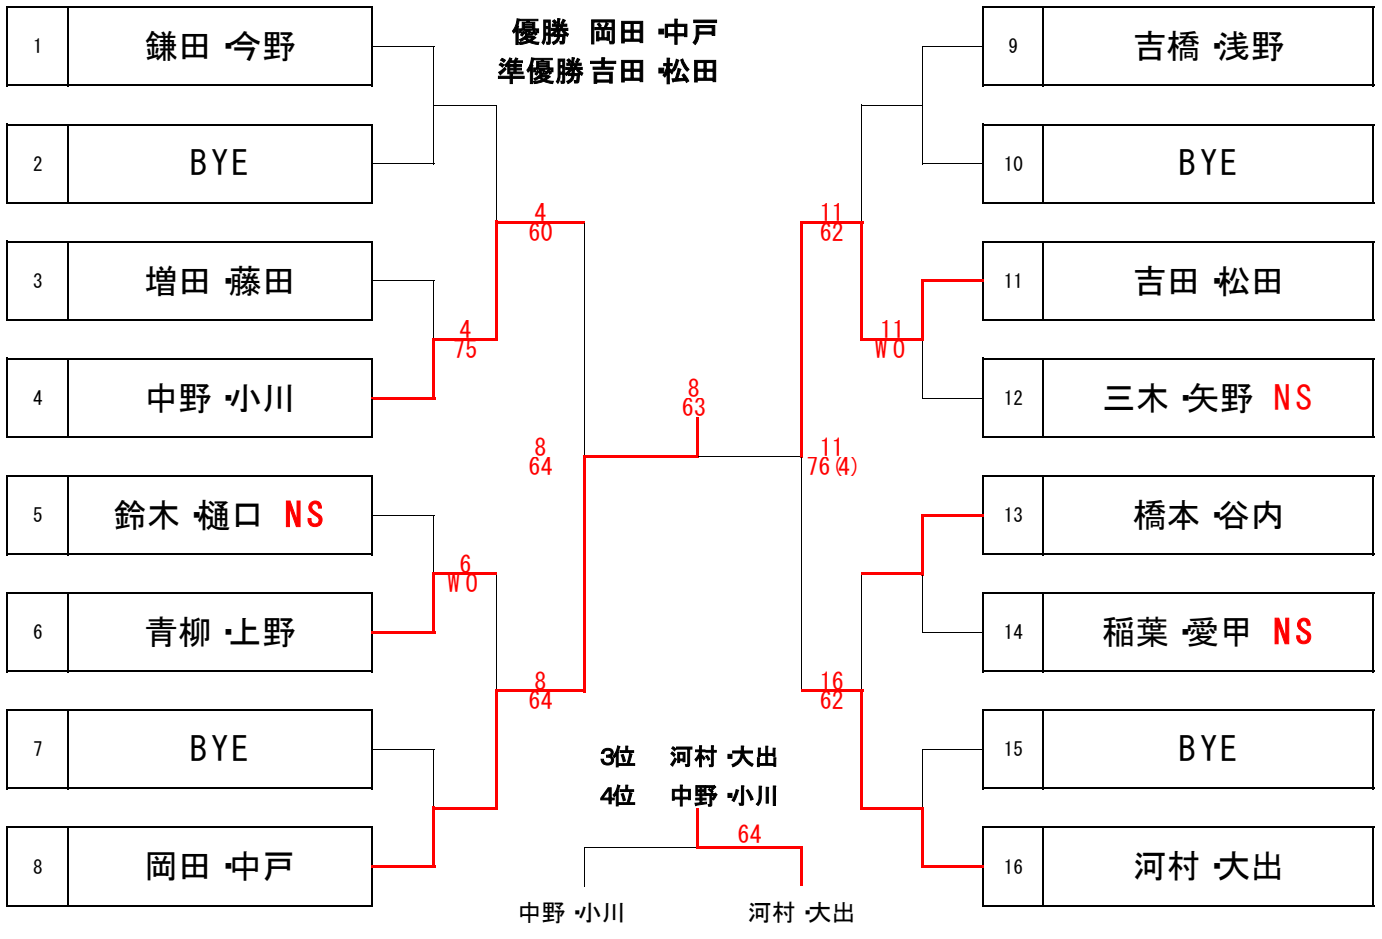 優勝 岡田・中戸
準優勝 吉田・松田
1 鎌田・今野
2 BYE
3 増田・藤田
4 中野・小川
5 鈴木・樋口 NS
6 青柳・上野
7 BYE
8 岡田・中戸
4
60
4
75
8
64
6
WO
8
64
8
63
11
62
11
WO
11
76(4)
16
62
9 吉橋・浅野
10 BYE
11 吉田・松田
12 三木・矢野 NS
13 橋本・谷内
14 稲葉・愛甲 NS
15 BYE
16 河村・大出
3位 河村・大出
4位 中野・小川
64
中野・小川 河村・大出